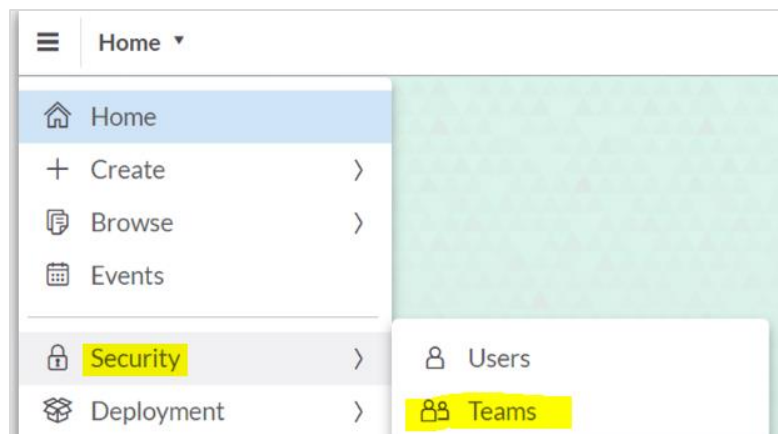 Home
Home
Create
Browse
Events
Security
Users
Deployment
Teams